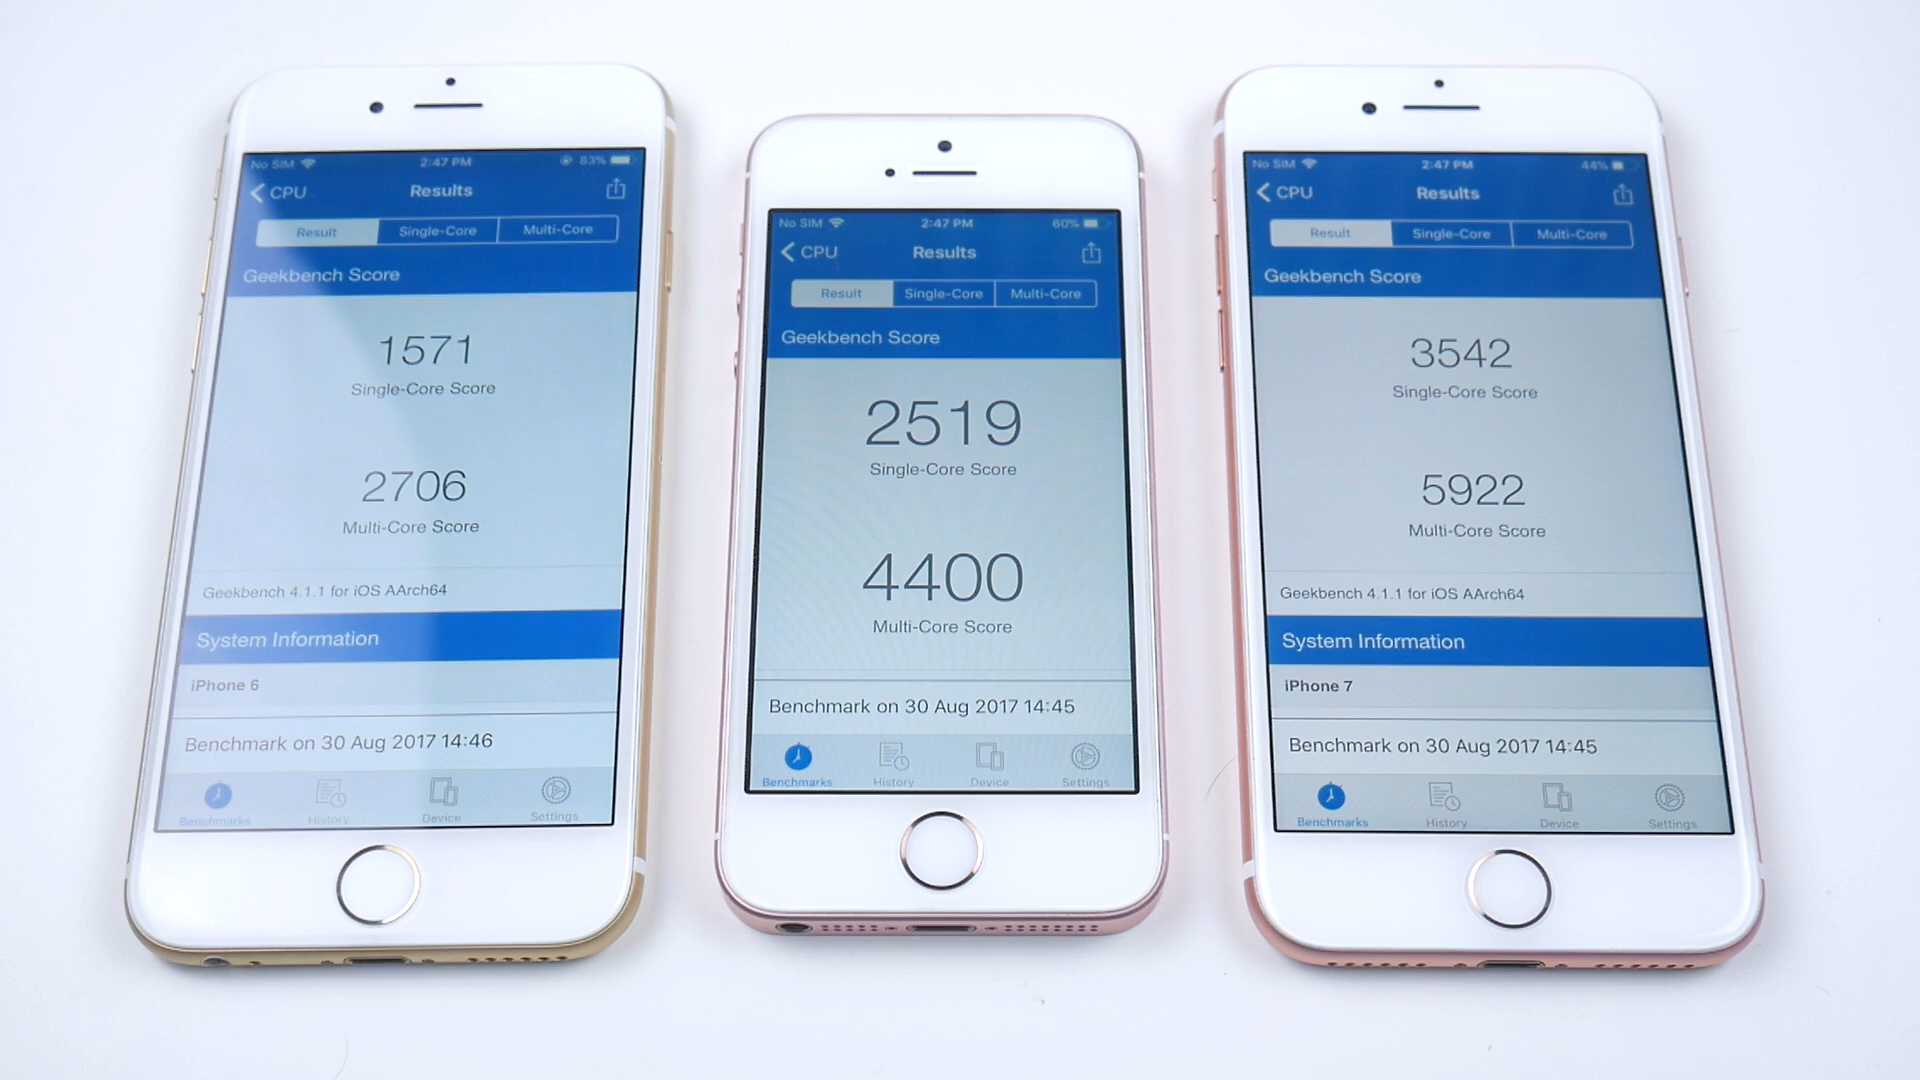 No SIM 2:47 PM 83%
CPU Results
Result Single-Core Multi-Core
Geekbench Score
1571
Single-Core Score
2706
Multi-Core Score
Geekbench 4.1.1 for iOS AArch64
System Information
iPhone 6
Benchmark on 30 Aug 2017 14:46
Benchmarks History Device Settings
No SIM 2:47 PM 60%
CPU Results
Result Single-Core Multi-Core
Geekbench Score
2519
Single-Core Score
4400
Multi-Core Score
Benchmark on 30 Aug 2017 14:45
Benchmarks History Device Settings
No SIM 2:47 PM 44%
CPU Results
Result Single-Core Multi-Core
Geekbench Score
3542
Single-Core Score
5922
Multi-Core Score
Geekbench 4.1.1 for iOS AArch64
System Information
iPhone 7
Benchmark on 30 Aug 2017 14:45
Benchmarks History Device Settings